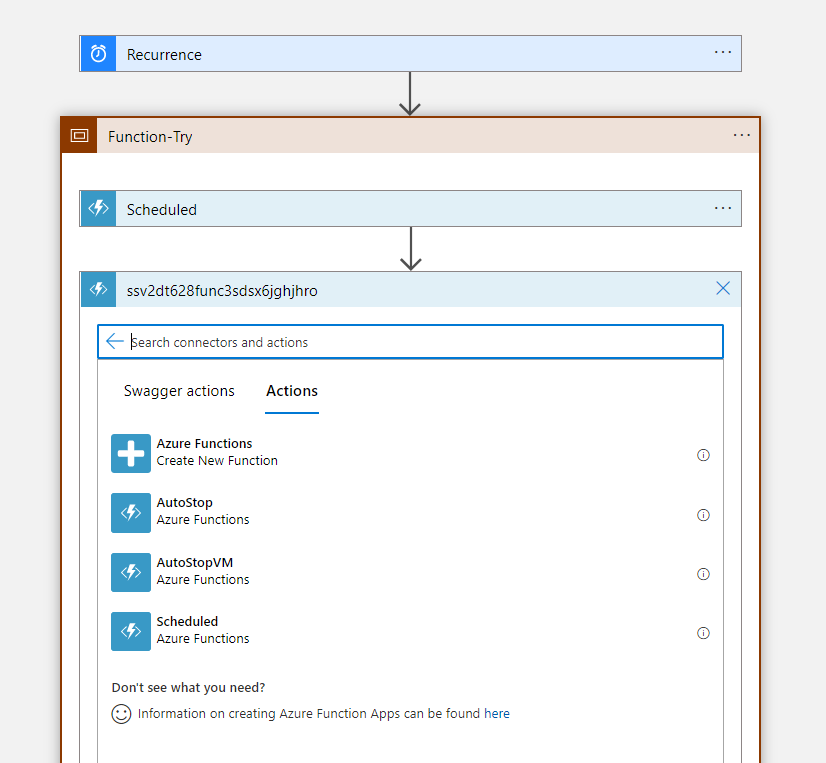 Recurrence
Function-Try
Scheduled
ssv2dt628func3sdsx6jghjhro
Search connectors and actions
Swagger actions Actions
Azure Functions
Create New Function
AutoStop
Azure Functions
AutoStopVM
Azure Functions
Scheduled
Azure Functions
Don't see what you need?
Information on creating Azure Function Apps can be found here